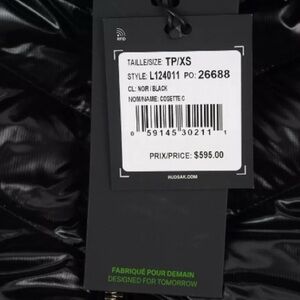 RFID
TAILLE/SIZE: TP/XS
STYLE: L124011 PO: 26688
CL: NOIR / BLACK
NOM/NAME: COSETTE-C
0 59145 30211 1
PRIX/PRICE: $595.00
RUDSAK.COM
FABRIQUÉ POUR DEMAIN
DESIGNED FOR TOMORROW